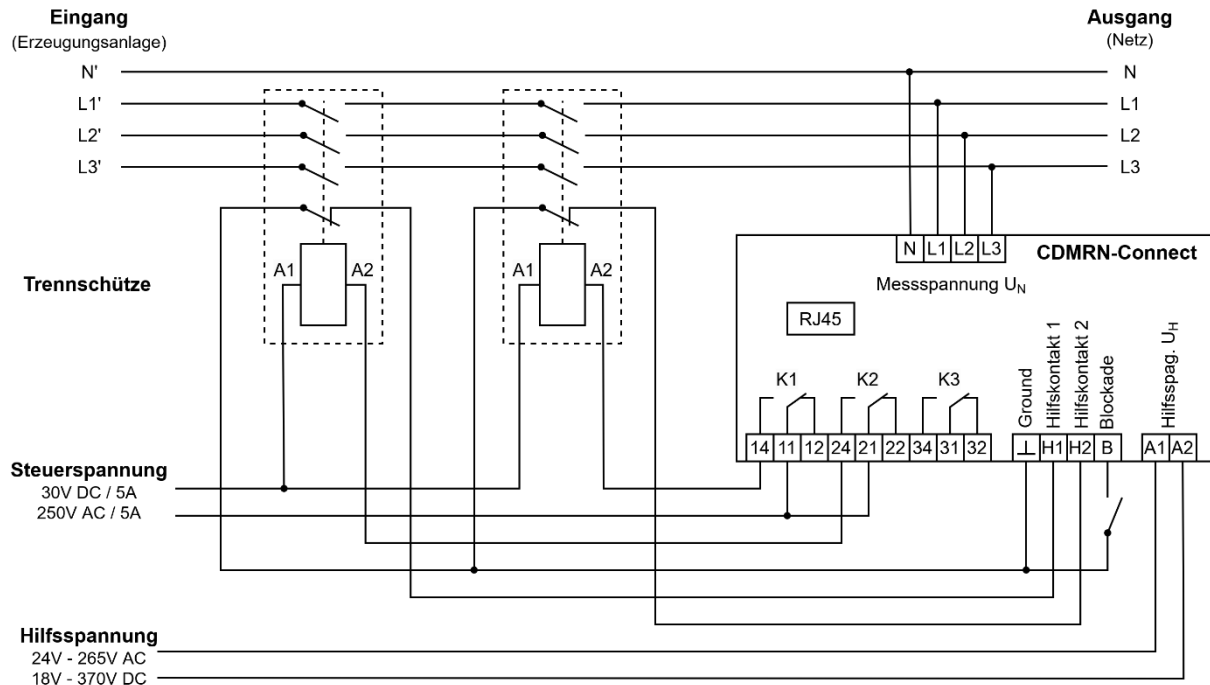 Eingang
(Erzeugungsanlage)
Ausgang
(Netz)
N'
N
L1'
L1
L2'
L2
L3'
L3
N L1 L2 L3
CDMRN-Connect
Messspannung UN
Trennschütze
A1 A2
A1 A2
RJ45
K1 K2 K3
Ground
Hilfskontakt 1
Hilfskontakt 2
Blockade
Hilfsspag. UH
14 11 12 24 21 22 34 31 32
⊥ H1 H2 B
A1 A2
Steuerspannung
30V DC / 5A
250V AC / 5A
Hilfsspannung
24V - 265V AC
18V - 370V DC